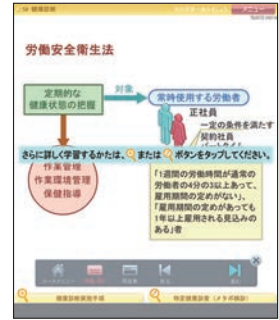 健康診断
メニュー
労働安全衛生法
定期的な
健康状態の把握
対象
常時使用する労働者
正社員
一定の条件を満たす
契約社員
さらに詳しく学習するかたは、または ボタンをタップしてください。
作業管理
作業環境管理
保健指導
「1週間の労働時間が通常の
労働者の4分の3以上あって、
雇用期間の定めがない」、
「雇用期間の定めがあっても
1年以上雇用される見込みの
ある」者
健康診断実施手順
特定健康診査（メタボ検診）